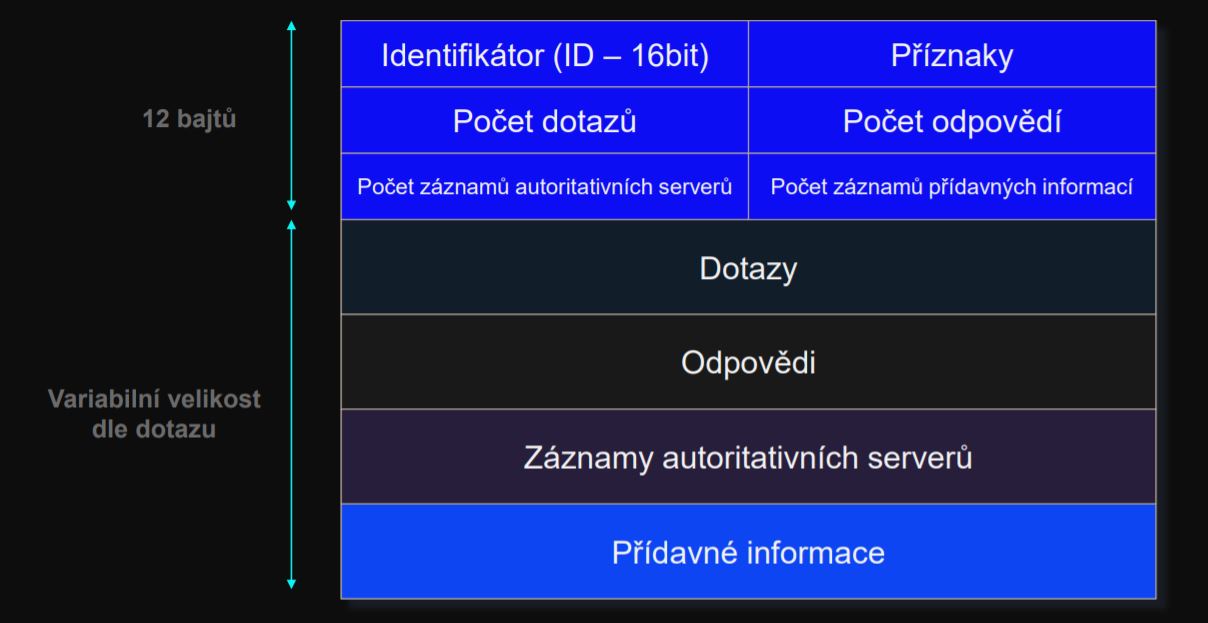 Identifikátor (ID – 16bit)
Příznaky
12 bajtů
Počet dotazů
Počet odpovědí
Počet záznamů autoritativních serverů
Počet záznamů přídavných informací
Dotazy
Odpovědi
Variabilní velikost
dle dotazu
Záznamy autoritativních serverů
Přídavné informace